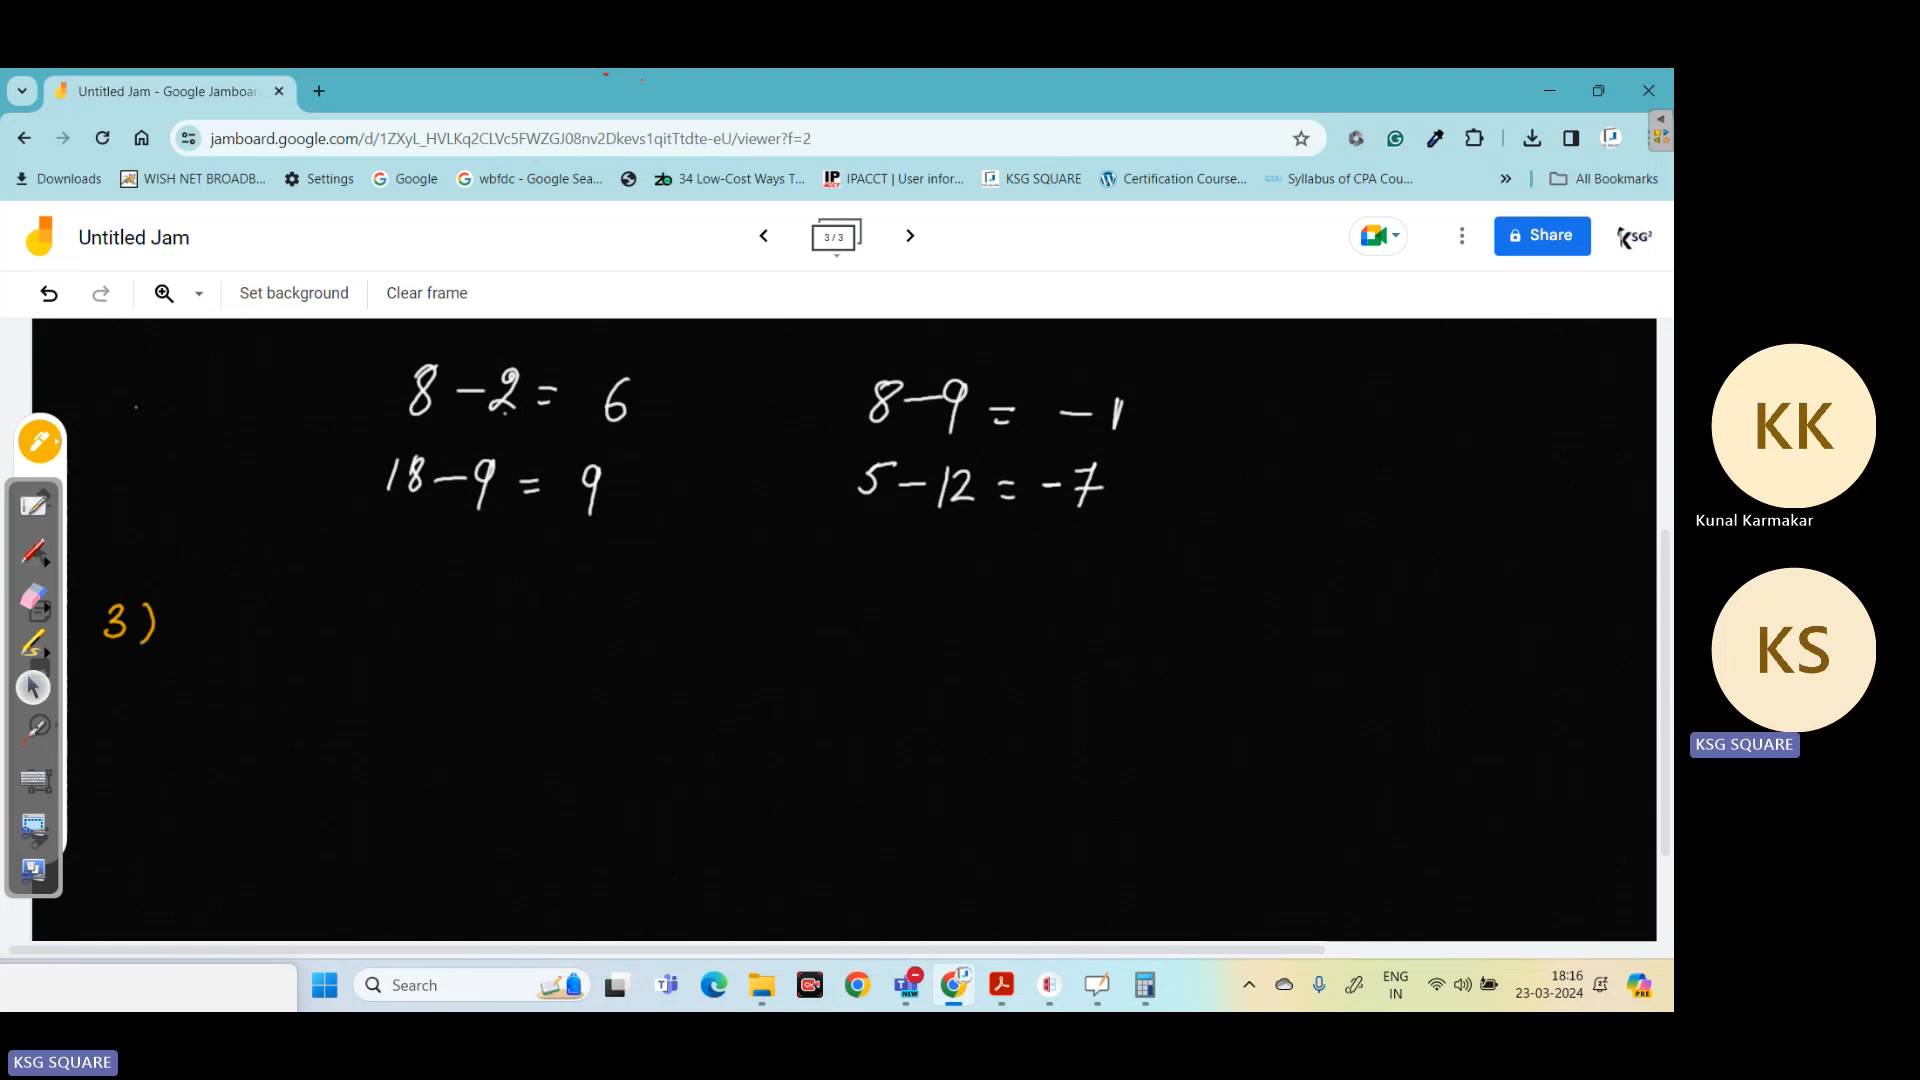 Untitled Jam - Google Jamboar
jamboard.google.com/d/1ZXyL_HVLKq2CLVc5FWZGJ08nv2Dkevs1qitTtdte-eU/viewer?f=2
Downloads WISH NET BROADB... Settings Google wbfdc - Google Sea... 34 Low-Cost Ways T... IPACCT | User infor... KSG SQUARE Certification Course... Syllabus of CPA Cou... » All Bookmarks
Untitled Jam 3 / 3 Share KSG²
Set background Clear frame
8 - 2 = 6 8 - 9 = - 1
18 - 9 = 9 5 - 12 = - 7
3 )
KK
Kunal Karmakar
KS
KSG SQUARE
Search ENG IN 18:16 23-03-2024
KSG SQUARE